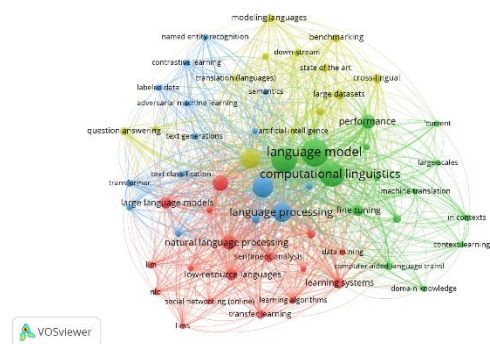 modeling languages
named entity recognition
benchmarking
down-stream
contrastive learning
state of the art
translation (languages)
cross-lingual
labeled data
semantics
large datasets
adversarial machine learning
performance
current
question answering
artificial intelligence
text generations
language model
large scales
text classification
computational linguistics
transformer
machine translation
large language models
language processing
fine tuning
in contexts
natural language processing
context learning
data mining
sentiment analysis
llm
computer aided language transl
low-resource languages
learning systems
nlp
domain knowledge
social networking (online)
learning algorithms
transfer learning
llms
VOSviewer